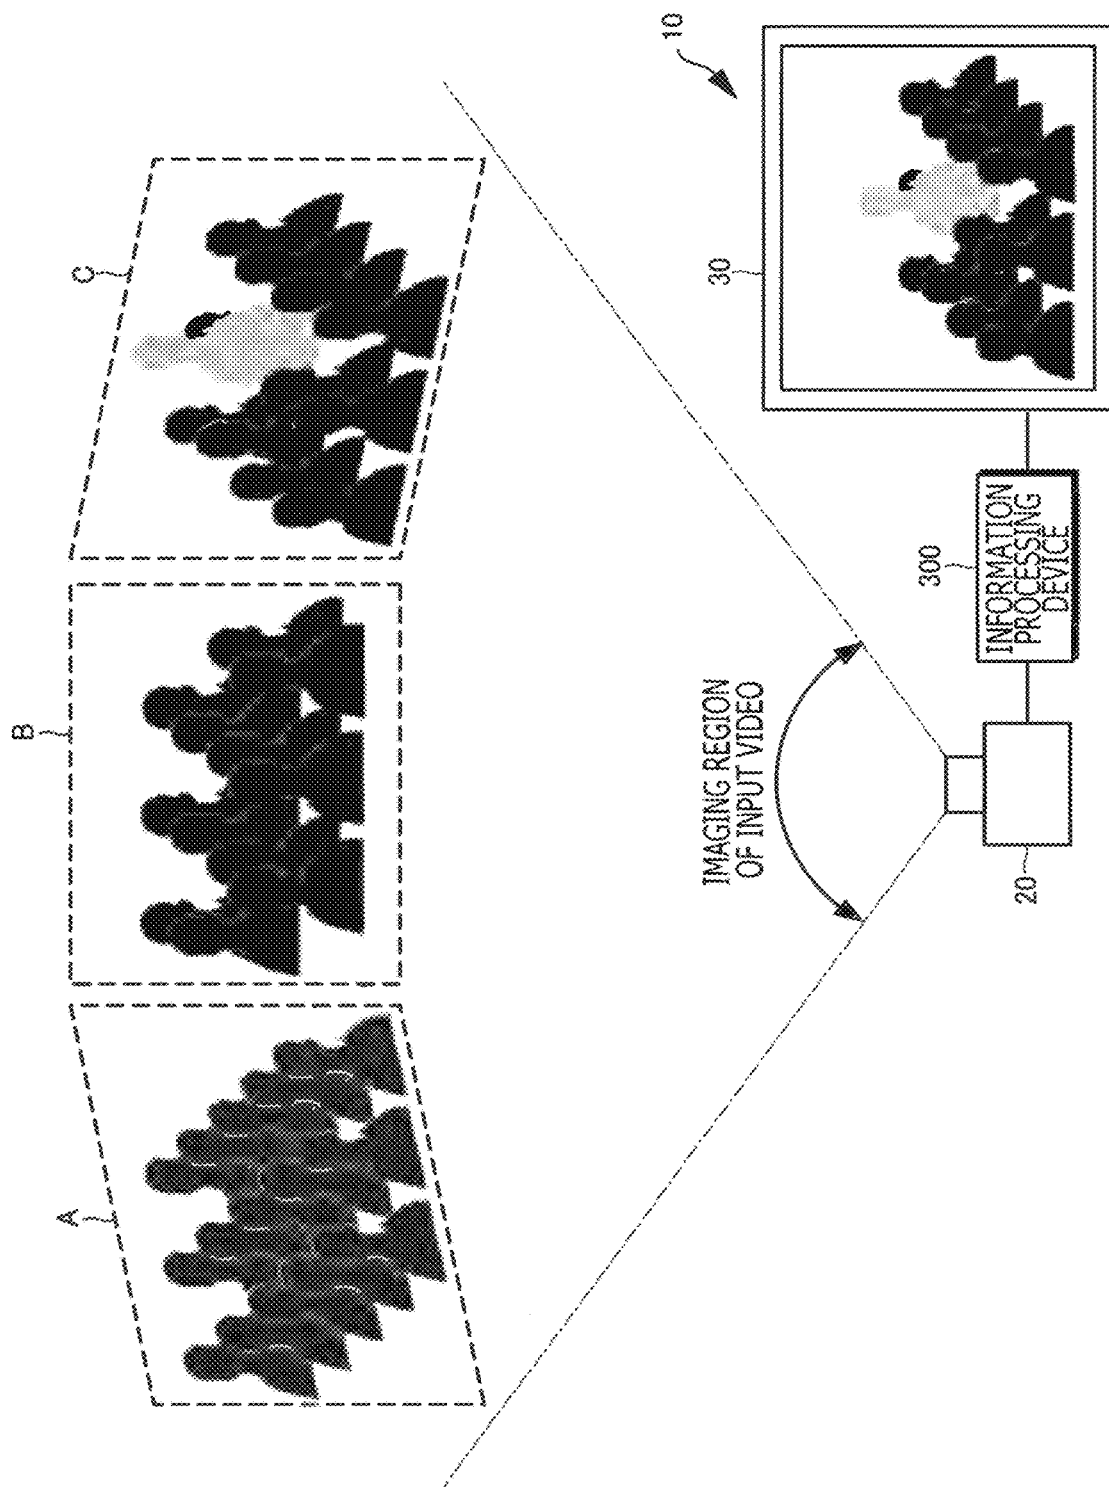 A
B
C
IMAGING REGION
OF INPUT VIDEO
10
20
300
INFORMATION
PROCESSING
DEVICE
30